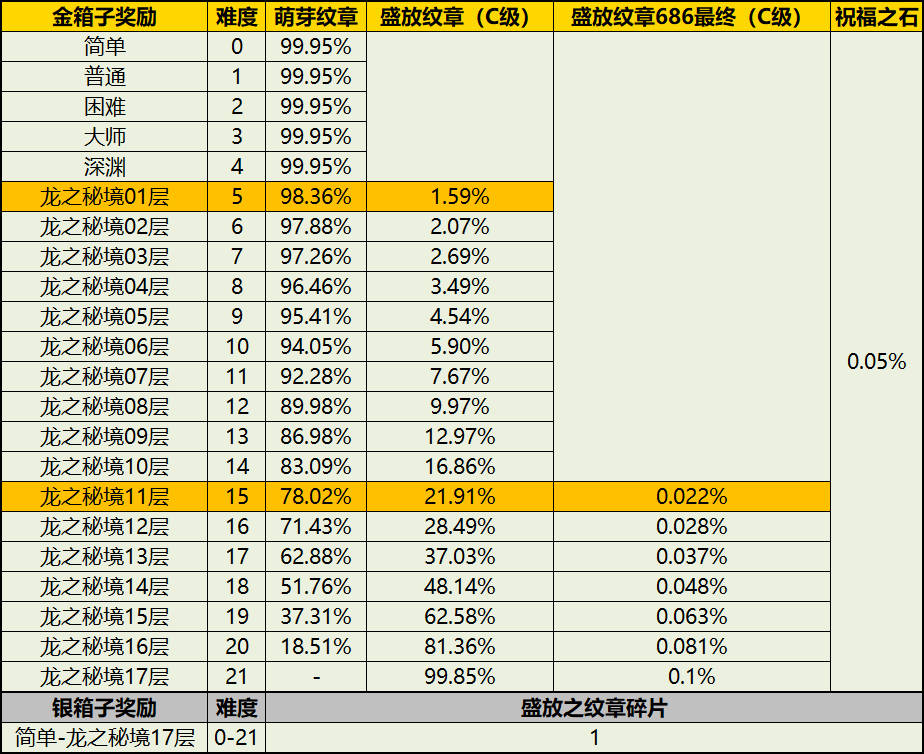 金箱子奖励 难度 萌芽纹章 盛放纹章（C级） 盛放纹章686最终（C级） 祝福之石
简单 0 99.95%
普通 1 99.95%
困难 2 99.95%
大师 3 99.95%
深渊 4 99.95%
龙之秘境01层 5 98.36% 1.59%
龙之秘境02层 6 97.88% 2.07%
龙之秘境03层 7 97.26% 2.69%
龙之秘境04层 8 96.46% 3.49%
龙之秘境05层 9 95.41% 4.54%
龙之秘境06层 10 94.05% 5.90%
0.05%
龙之秘境07层 11 92.28% 7.67%
龙之秘境08层 12 89.98% 9.97%
龙之秘境09层 13 86.98% 12.97%
龙之秘境10层 14 83.09% 16.86%
龙之秘境11层 15 78.02% 21.91% 0.022%
龙之秘境12层 16 71.43% 28.49% 0.028%
龙之秘境13层 17 62.88% 37.03% 0.037%
龙之秘境14层 18 51.76% 48.14% 0.048%
龙之秘境15层 19 37.31% 62.58% 0.063%
龙之秘境16层 20 18.51% 81.36% 0.081%
龙之秘境17层 21 - 99.85% 0.1%
银箱子奖励 难度 盛放之纹章碎片
简单-龙之秘境17层 0-21 1